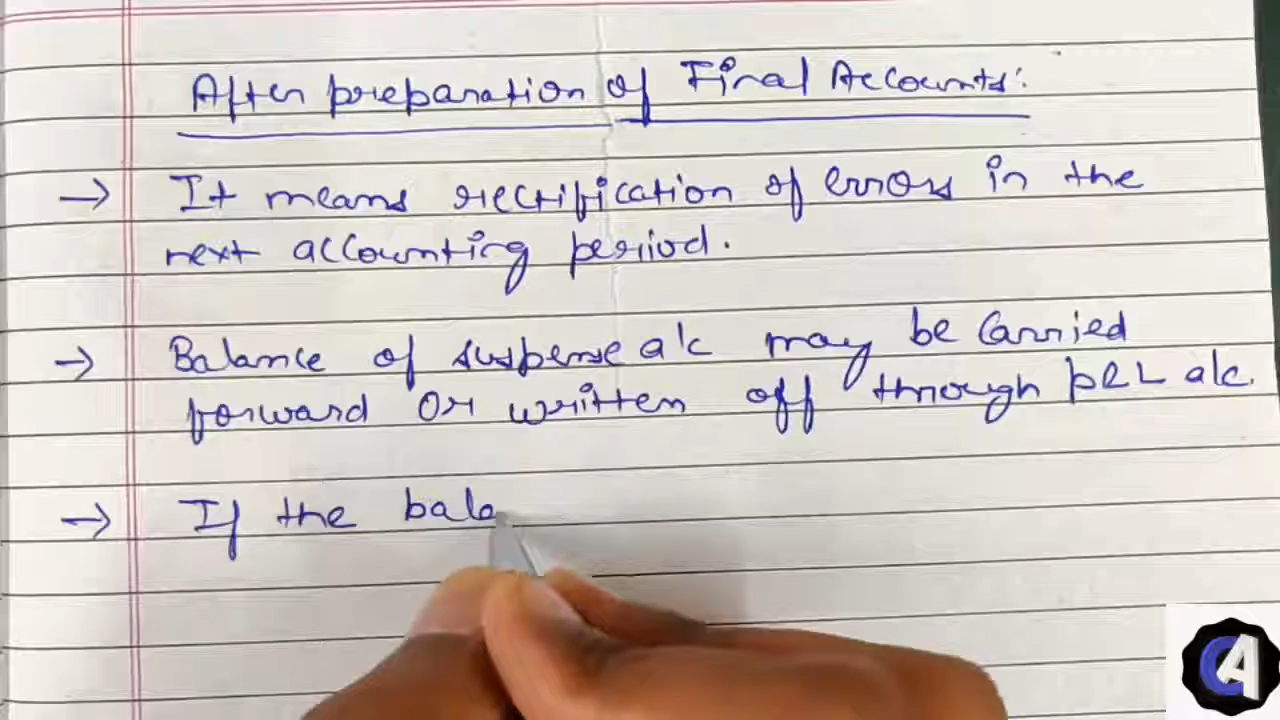 After preparation of Final Accounts:
→ It means rectification of errors in the
next accounting period.
→ Balance of suspense a/c may be carried
forward or written off through P&L a/c.
→ If the bala
CA